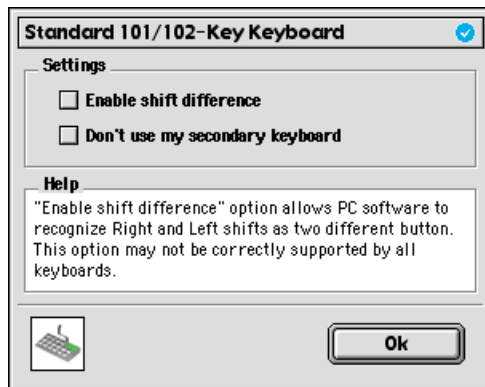 Standard 101/102-Key Keyboard
Settings
Enable shift difference
Don't use my secondary keyboard
Help
"Enable shift difference" option allows PC software to
recognize Right and Left shifts as two different button.
This option may not be correctly supported by all
keyboards.
Ok